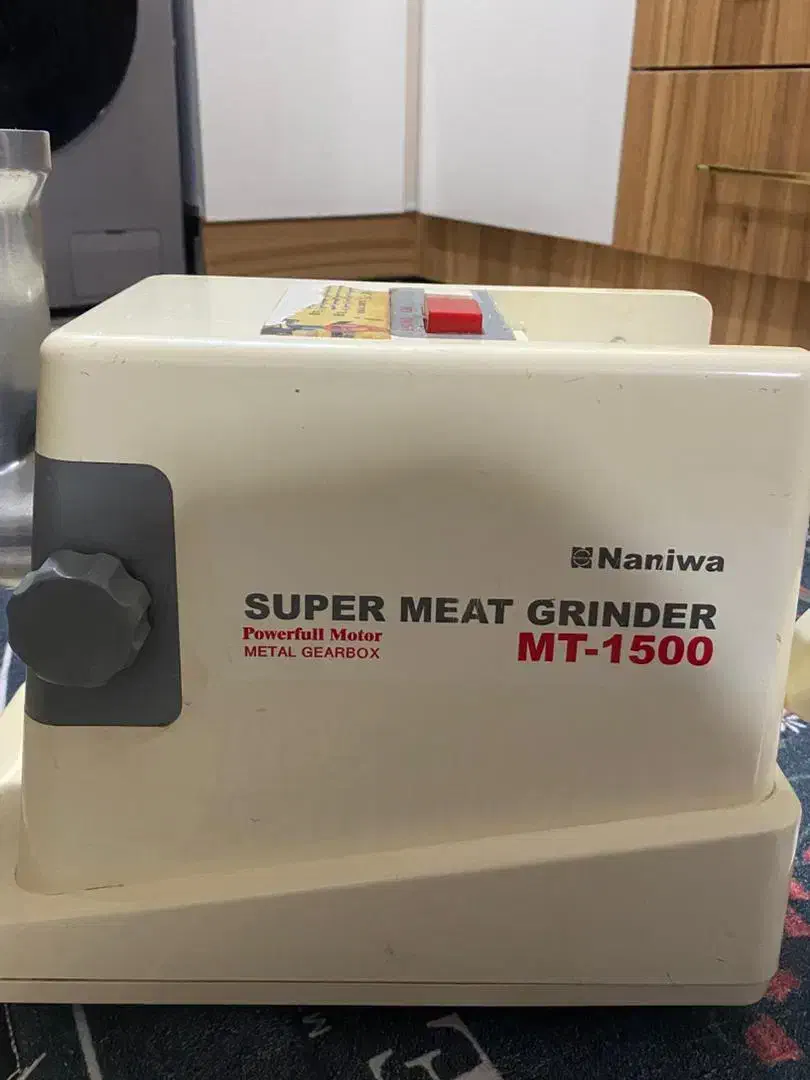 Naniwa
SUPER MEAT GRINDER
Powerfull Motor
METAL GEARBOX
MT-1500